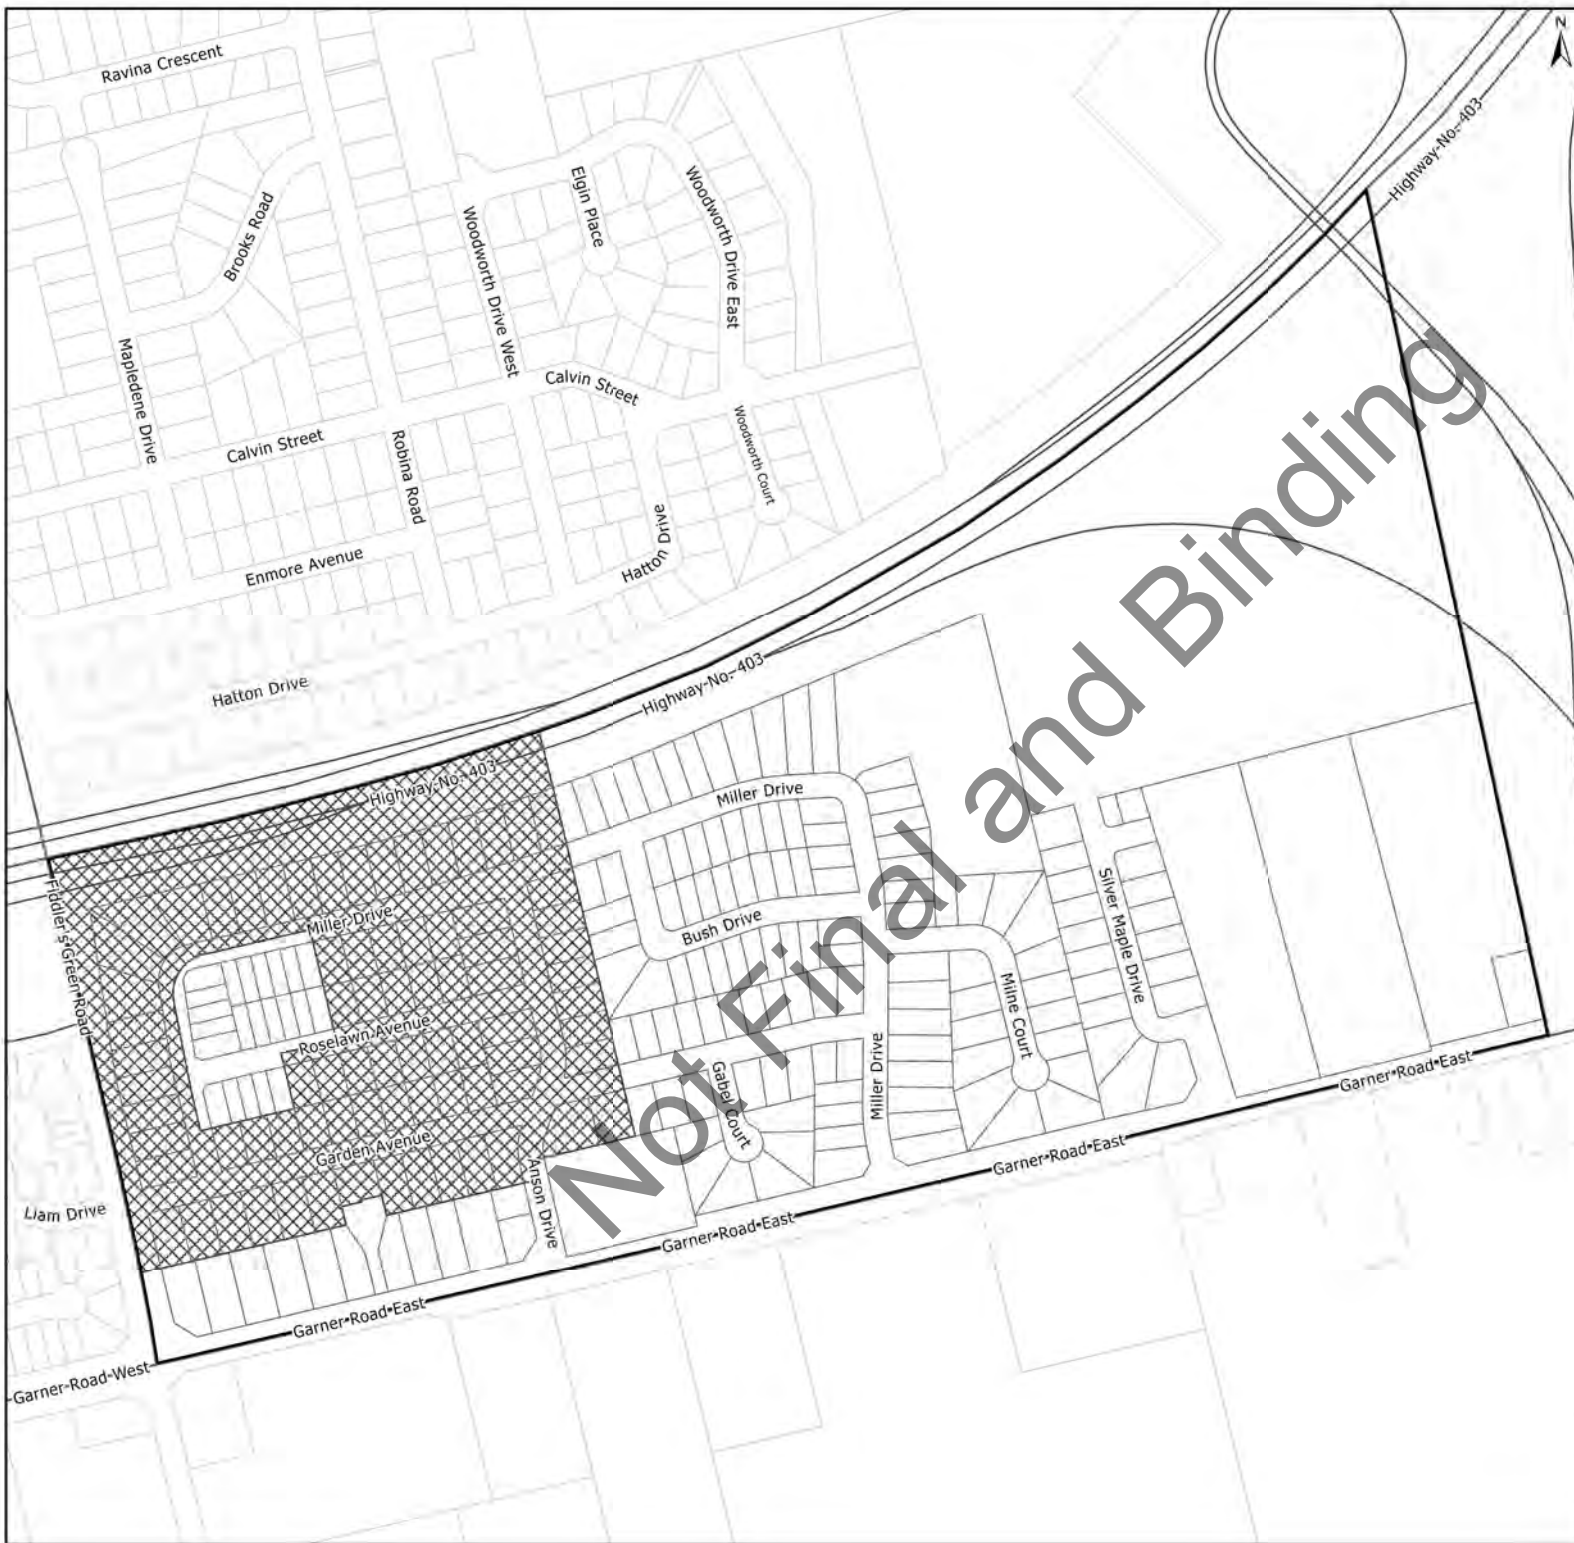 Ravina Crescent
N
Highway No. 403
Brooks Road
Elgin Place
Woodworth Drive East
Woodworth Drive West
Mapledene Drive
Calvin Street
Calvin Street
Woodworth Court
Robina Road
Hatton Drive
Enmore Avenue
Hatton Drive
Highway No. 403
Highway No. 403
Miller Drive
Fiddler's Green Road
Miller Drive
Bush Drive
Silver Maple Drive
Milne Court
Roselawn Avenue
Gabel Court
Miller Drive
Garner Road East
Garden Avenue
Anson Drive
Garner Road East
Liam Drive
Garner Road East
Garner Road East
Garner Road West
Not Final and Binding